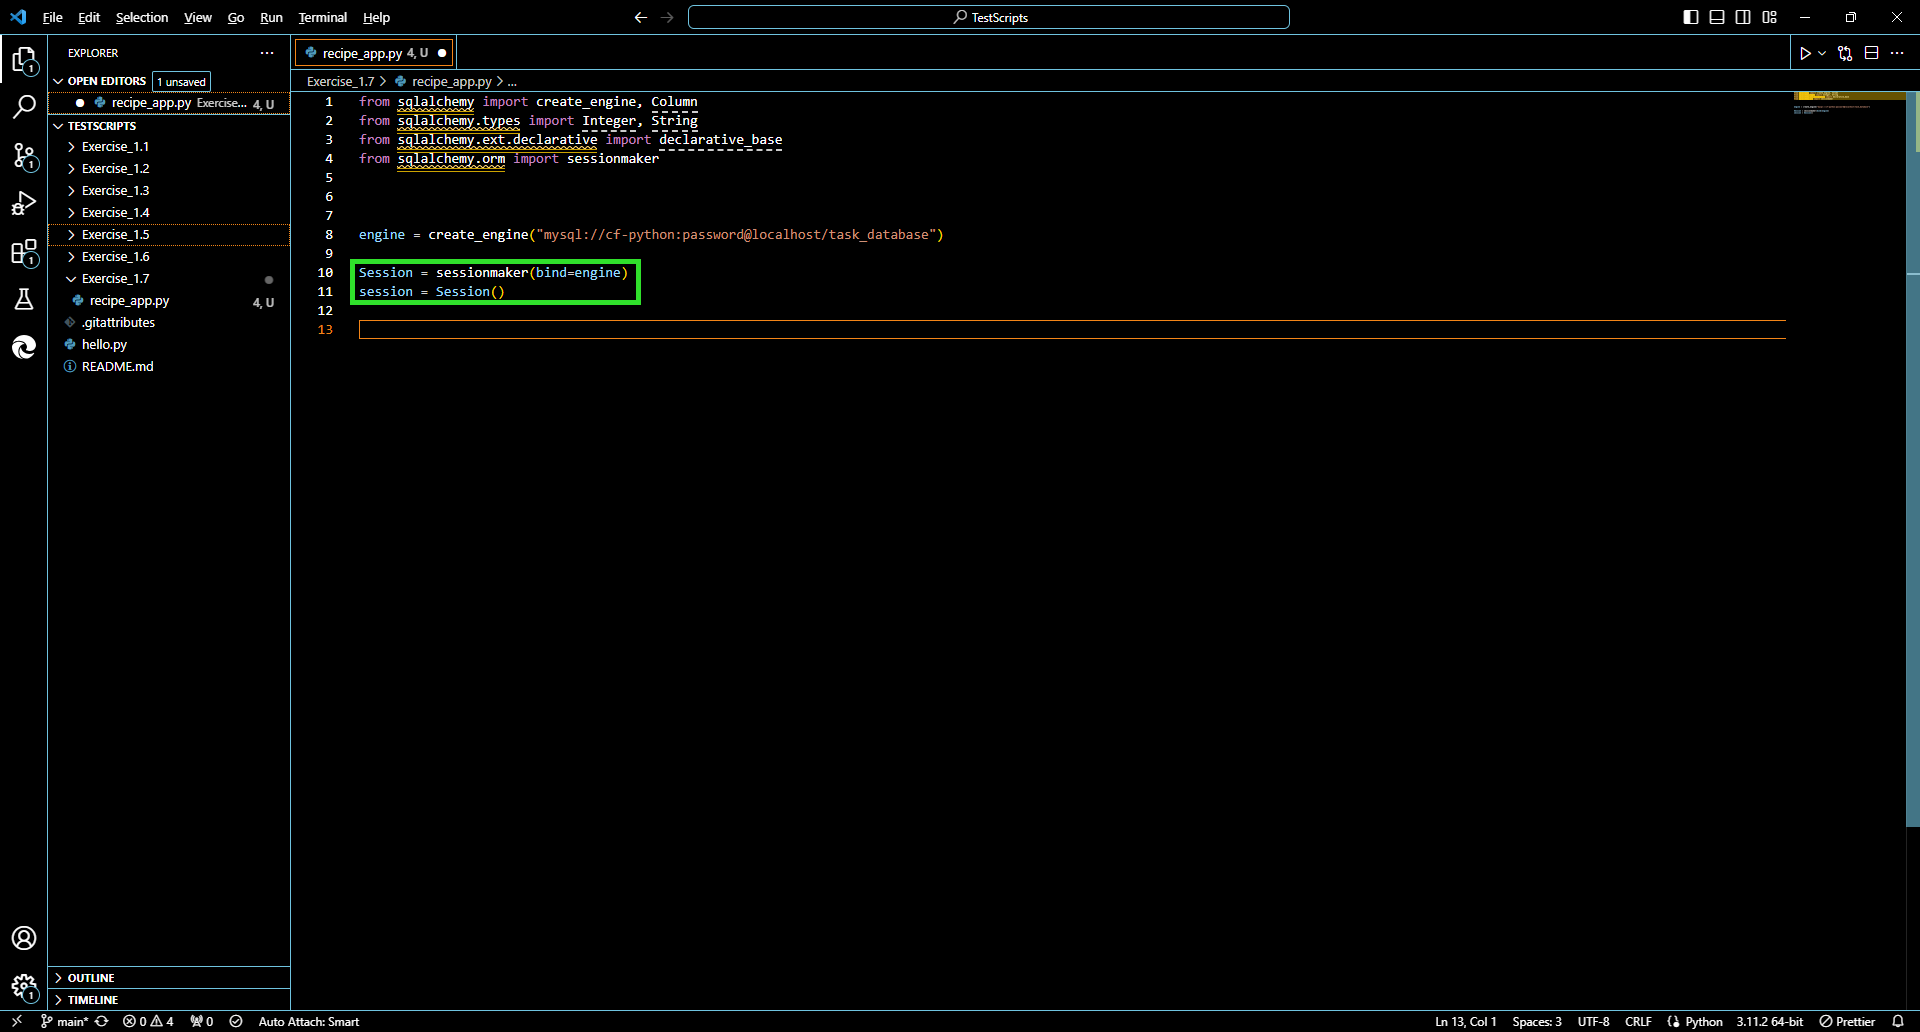 File Edit Selection View Go Run Terminal Help
TestScripts
EXPLORER
OPEN EDITORS 1 unsaved
recipe_app.py Exercise... 4, U
TESTSCRIPTS
Exercise_1.1
Exercise_1.2
Exercise_1.3
Exercise_1.4
Exercise_1.5
Exercise_1.6
Exercise_1.7
recipe_app.py 4, U
.gitattributes
hello.py
README.md
OUTLINE
TIMELINE
1
1
1
1
recipe_app.py 4, U
Exercise_1.7 > recipe_app.py > ...
1 from sqlalchemy import create_engine, Column
2 from sqlalchemy.types import Integer, String
3 from sqlalchemy.ext.declarative import declarative_base
4 from sqlalchemy.orm import sessionmaker
5
6
7
8 engine = create_engine("mysql://cf-python:password@localhost/task_database")
9
10 Session = sessionmaker(bind=engine)
11 session = Session()
12
13
main* 0 4 0 Auto Attach: Smart
Ln 13, Col 1 Spaces: 3 UTF-8 CRLF Python 3.11.2 64-bit Prettier